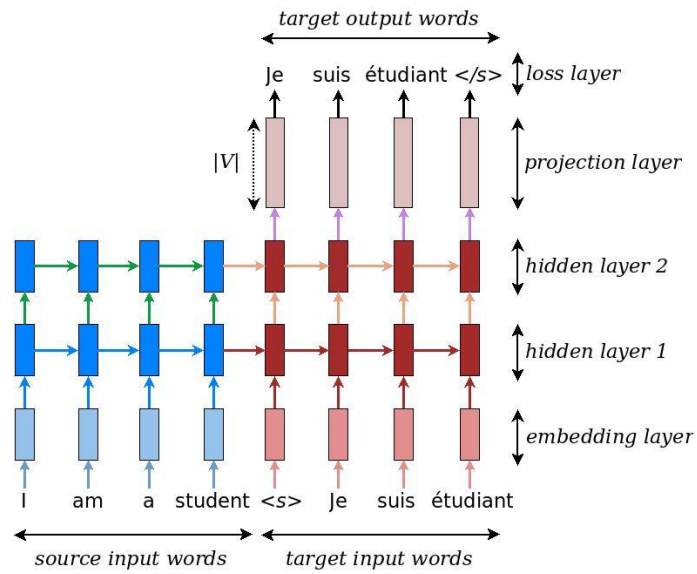 target output words
Je suis étudiant </s> loss layer
|V| projection layer
hidden layer 2
hidden layer 1
embedding layer
I am a student <s> Je suis étudiant
source input words target input words